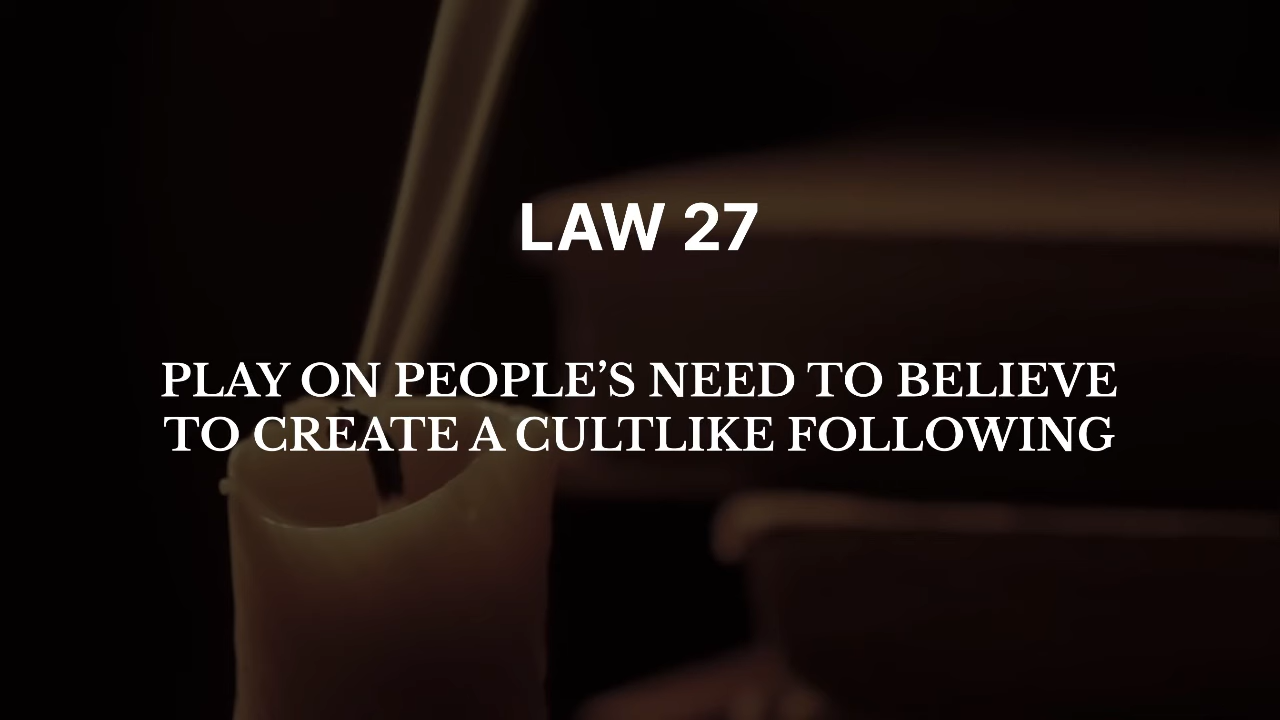 LAW 27
PLAY ON PEOPLE’S NEED TO BELIEVE
TO CREATE A CULTLIKE FOLLOWING